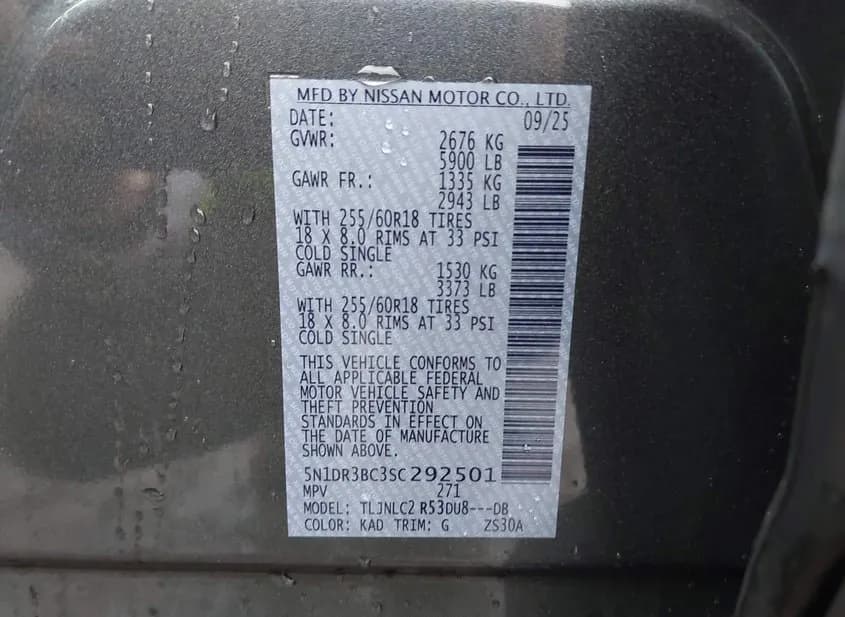 MFD BY NISSAN MOTOR CO., LTD.
DATE: 09/25
GVWR: 2676 KG
5900 LB
GAWR FR.: 1335 KG
2943 LB
WITH 255/60R18 TIRES
18 X 8.0 RIMS AT 33 PSI
COLD SINGLE
GAWR RR.: 1530 KG
3373 LB
WITH 255/60R18 TIRES
18 X 8.0 RIMS AT 33 PSI
COLD SINGLE
THIS VEHICLE CONFORMS TO
ALL APPLICABLE FEDERAL
MOTOR VEHICLE SAFETY AND
THEFT PREVENTION
STANDARDS IN EFFECT ON
THE DATE OF MANUFACTURE
SHOWN ABOVE.
5N1DR3BC3SC292501
MPV 271
MODEL: TLJNLC2 R53DU8---DB
COLOR: KAD TRIM: G ZS30A